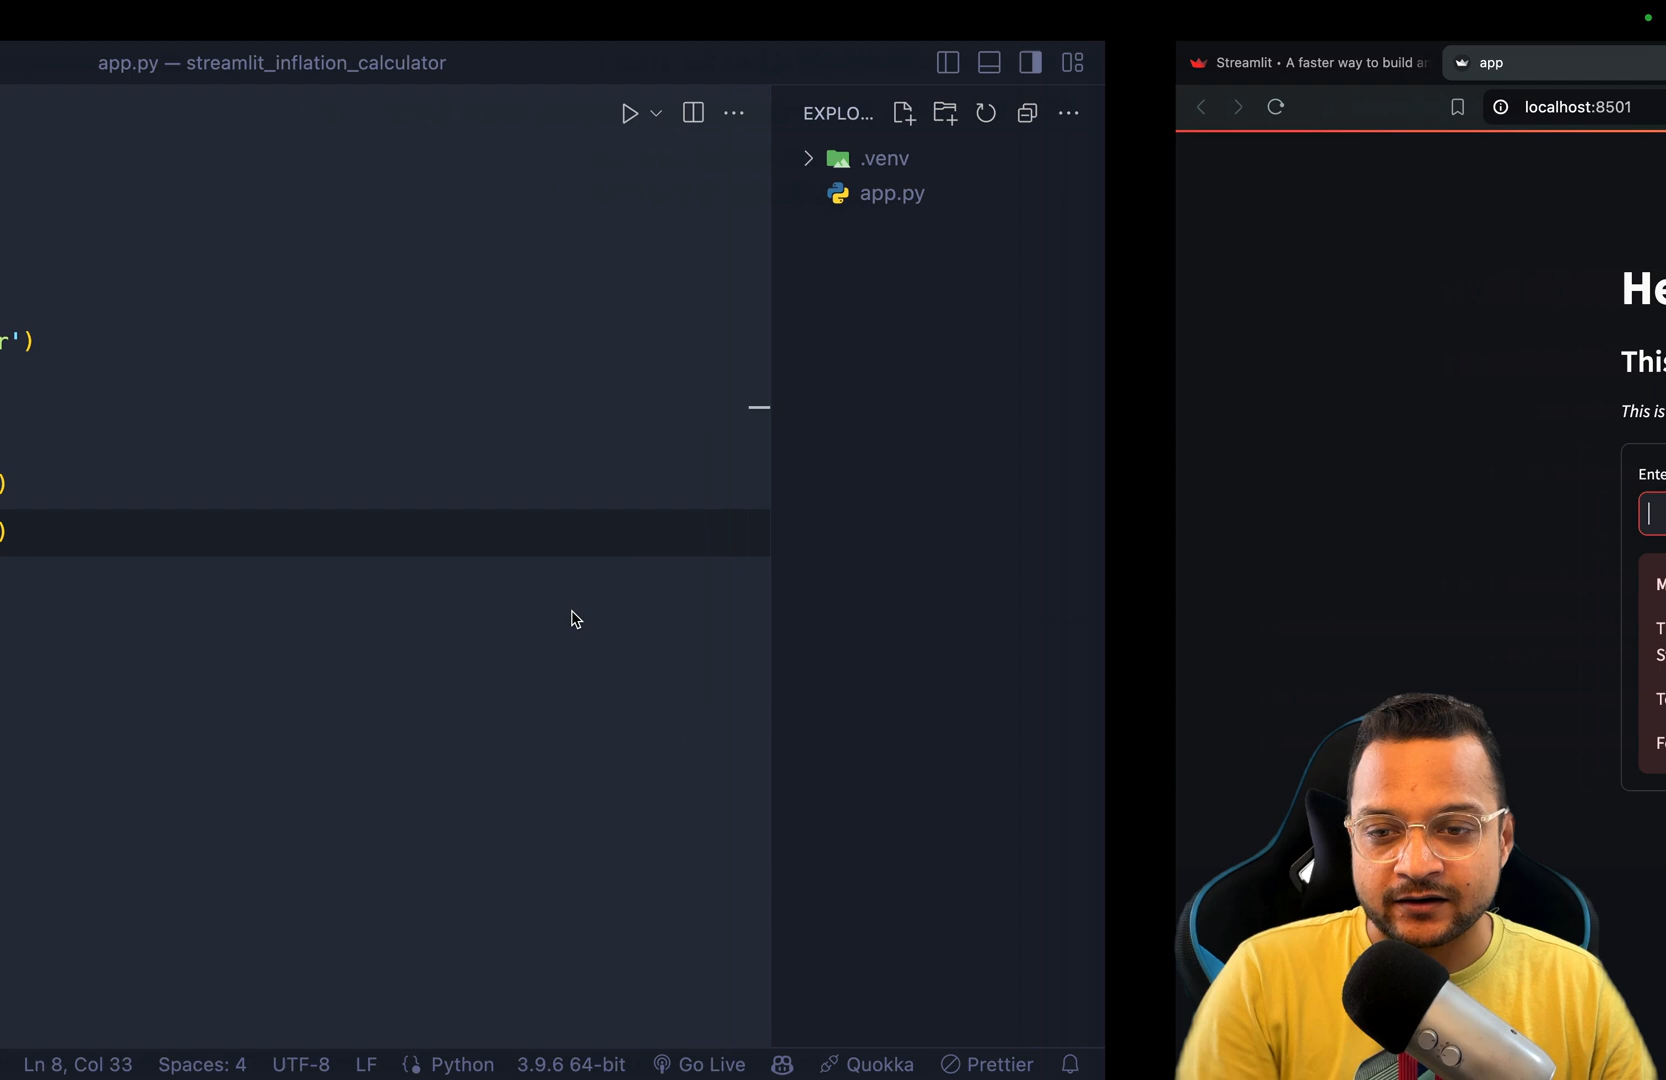 app.py — streamlit_inflation_calculator
EXPLO...
.venv
app.py
r')
)
)
Ln 8, Col 33
Spaces: 4
UTF-8
LF
Python
3.9.6 64-bit
Go Live
Quokka
Prettier
Streamlit • A faster way to build
app
localhost:8501
He
This
This is
Ente
M
T
S
T
F